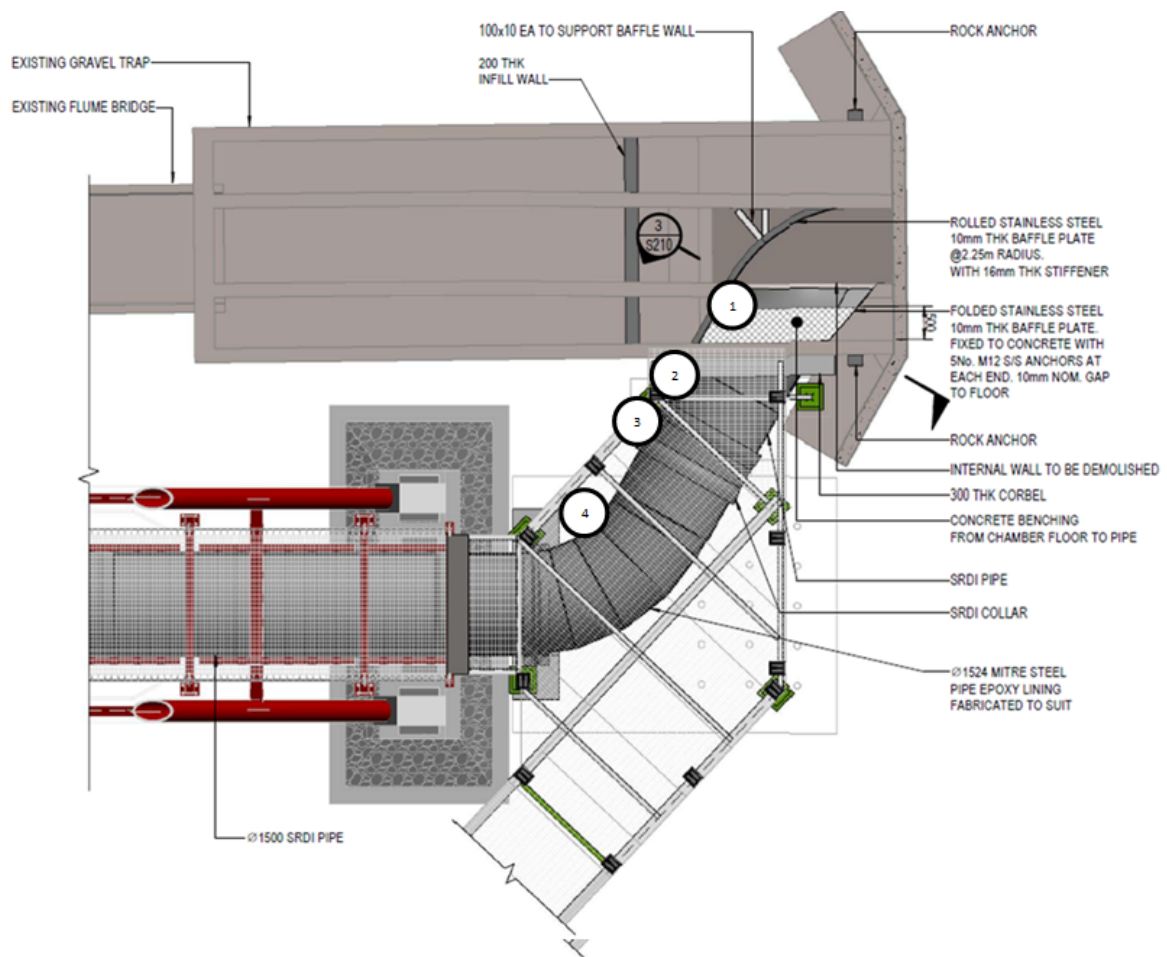 EXISTING GRAVEL TRAP
EXISTING FLUME BRIDGE
100x10 EA TO SUPPORT BAFFLE WALL
200 THK
INFILL WALL
ROCK ANCHOR
3
S210
ROLLED STAINLESS STEEL
10mm THK BAFFLE PLATE
@2.25m RADIUS.
WITH 16mm THK STIFFENER
1
500
FOLDED STAINLESS STEEL
10mm THK BAFFLE PLATE.
FIXED TO CONCRETE WITH
5No. M12 S/S ANCHORS AT
EACH END. 10mm NOM. GAP
TO FLOOR
2
3
4
ROCK ANCHOR
INTERNAL WALL TO BE DEMOLISHED
300 THK CORBEL
CONCRETE BENCHING
FROM CHAMBER FLOOR TO PIPE
SRDI PIPE
SRDI COLLAR
Ø1524 MITRE STEEL
PIPE EPOXY LINING
FABRICATED TO SUIT
Ø1500 SRDI PIPE